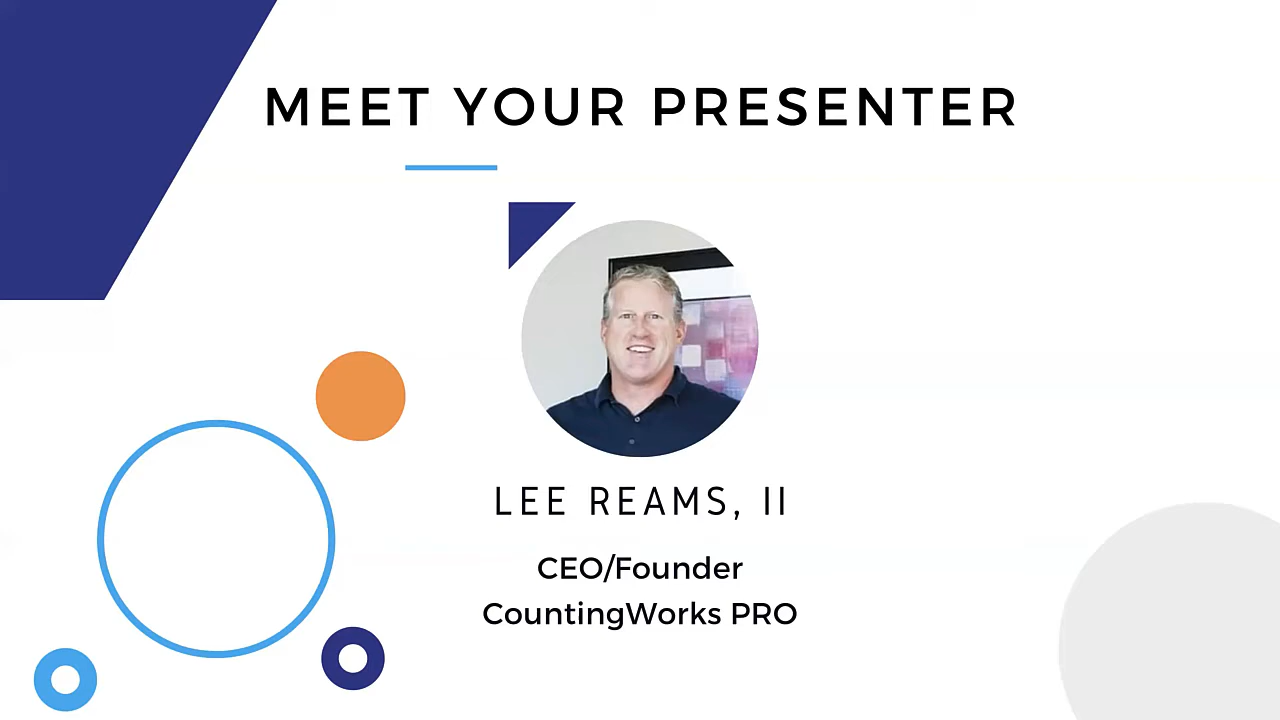 MEET YOUR PRESENTER
LEE REAMS, II
CEO/Founder
CountingWorks PRO